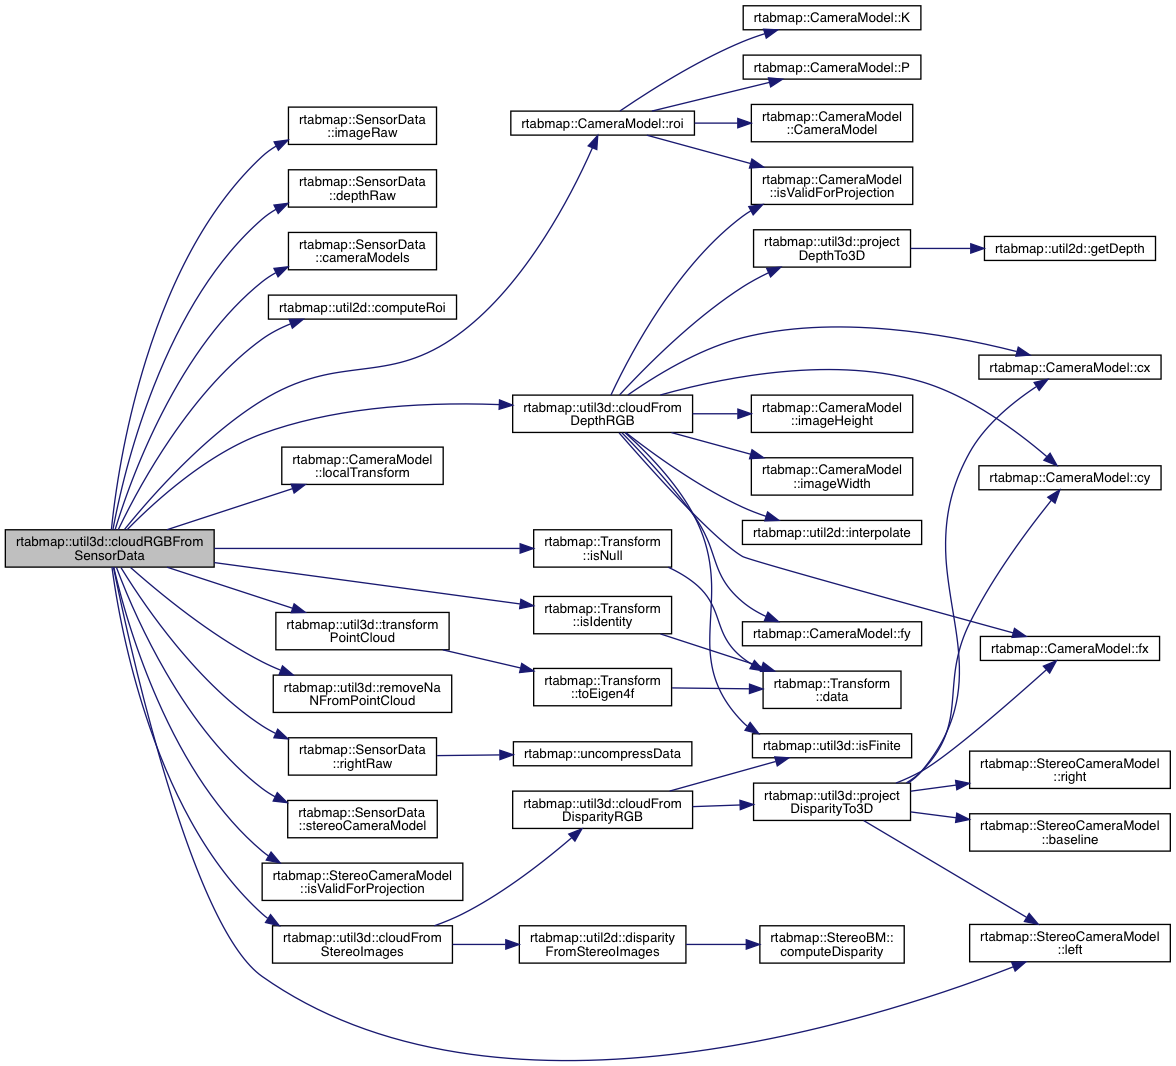 rtabmap::util3d::cloudRGBFrom
SensorData
rtabmap::SensorData
::imageRaw
rtabmap::SensorData
::depthRaw
rtabmap::SensorData
::cameraModels
rtabmap::util2d::computeRoi
rtabmap::CameraModel
::localTransform
rtabmap::util3d::transform
PointCloud
rtabmap::util3d::removeNa
NFromPointCloud
rtabmap::SensorData
::rightRaw
rtabmap::SensorData
::stereoCameraModel
rtabmap::StereoCameraModel
::isValidForProjection
rtabmap::util3d::cloudFrom
StereoImages
rtabmap::CameraModel::roi
rtabmap::util3d::cloudFrom
DepthRGB
rtabmap::Transform
::isNull
rtabmap::Transform
::isIdentity
rtabmap::Transform
::toEigen4f
rtabmap::uncompressData
rtabmap::util3d::cloudFrom
DisparityRGB
rtabmap::util2d::disparity
FromStereoImages
rtabmap::CameraModel::K
rtabmap::CameraModel::P
rtabmap::CameraModel
::CameraModel
rtabmap::CameraModel
::isValidForProjection
rtabmap::util3d::project
DepthTo3D
rtabmap::CameraModel
::imageHeight
rtabmap::CameraModel
::imageWidth
rtabmap::util2d::interpolate
rtabmap::CameraModel::fy
rtabmap::Transform
::data
rtabmap::util3d::isFinite
rtabmap::util3d::project
DisparityTo3D
rtabmap::StereoBM::
computeDisparity
rtabmap::util2d::getDepth
rtabmap::CameraModel::cx
rtabmap::CameraModel::cy
rtabmap::CameraModel::fx
rtabmap::StereoCameraModel
::right
rtabmap::StereoCameraModel
::baseline
rtabmap::StereoCameraModel
::left